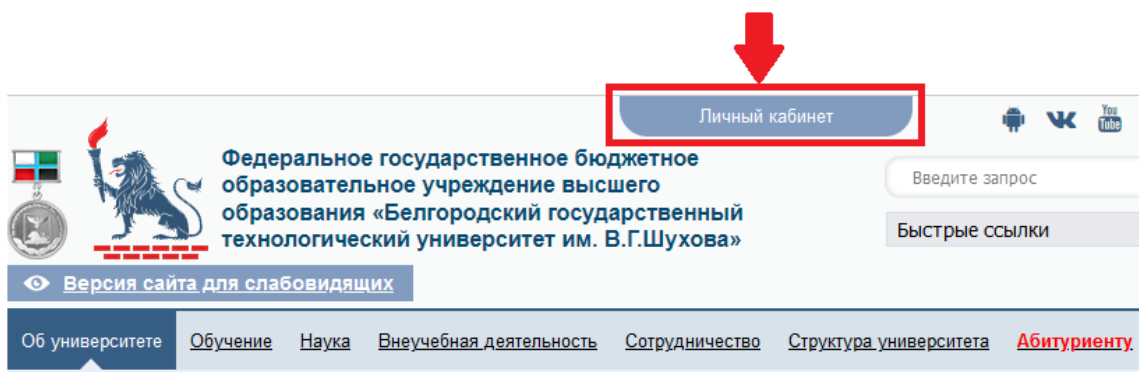 Личный кабинет
You
Tube
Федеральное государственное бюджетное
образовательное учреждение высшего
образования «Белгородский государственный
технологический университет им. В.Г.Шухова»
Введите запрос
Быстрые ссылки
Версия сайта для слабовидящих
Об университете Обучение Наука Внеучебная деятельность Сотрудничество Структура университета Абитуриенту